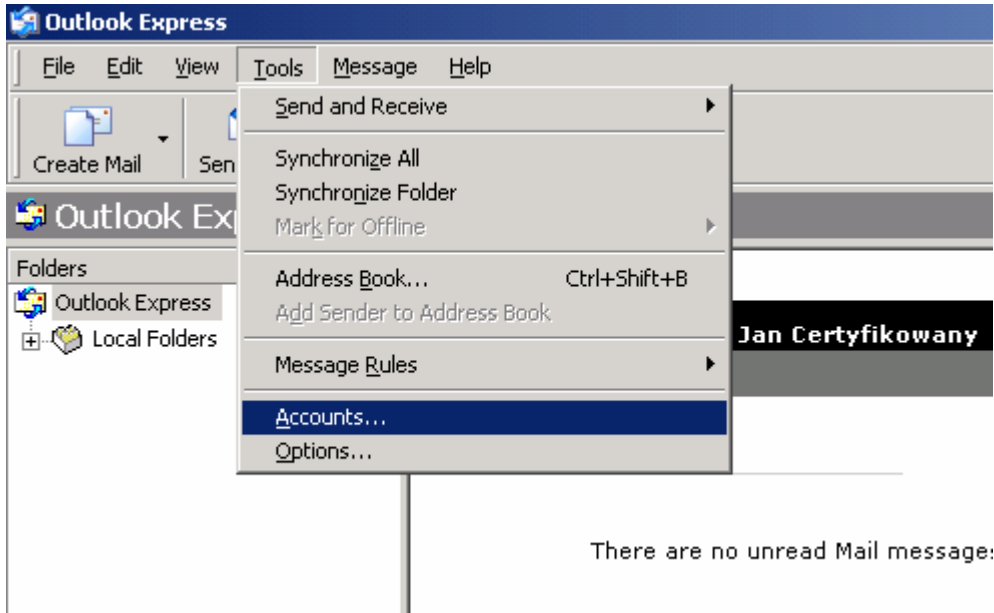 Outlook Express
File Edit View Tools Message Help
Create Mail Sen
Send and Receive
Synchronize All
Synchronize Folder
Mark for Offline
Address Book... Ctrl+Shift+B
Add Sender to Address Book
Message Rules
Accounts...
Options...
Outlook Ex
Folders
Outlook Express
Local Folders
Jan Certyfikowany
There are no unread Mail messages